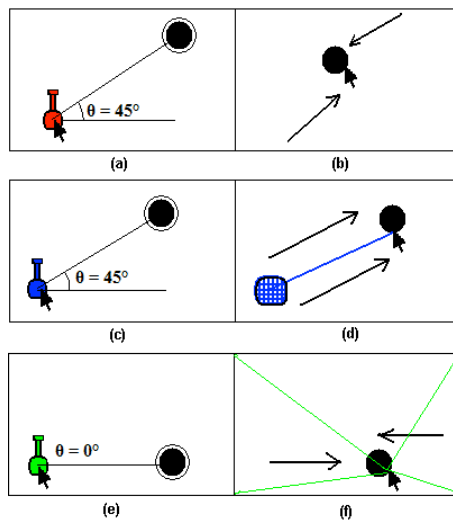 θ = 45°
(a)
(b)
θ = 45°
(c)
(d)
θ = 0°
(e)
(f)